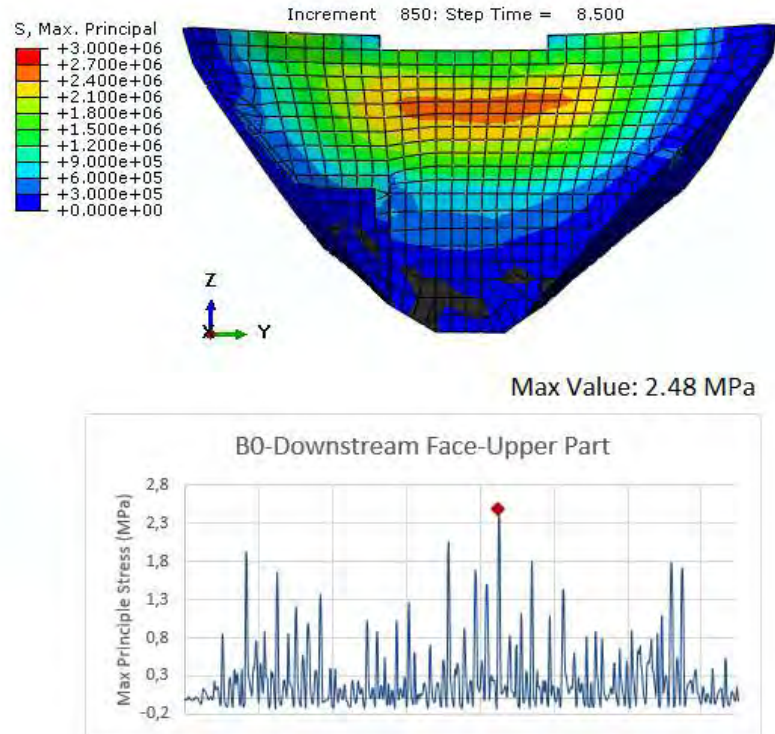 Increment 850: Step Time = 8.500
S, Max. Principal
+3.000e+06
+2.700e+06
+2.400e+06
+2.100e+06
+1.800e+06
+1.500e+06
+1.200e+06
+9.000e+05
+6.000e+05
+3.000e+05
+0.000e+00
Z
X
Y
Max Value: 2.48 MPa
B0-Downstream Face-Upper Part
Max Principle Stress (MPa)
2,8
2,3
1,8
1,3
0,8
0,3
-0,2